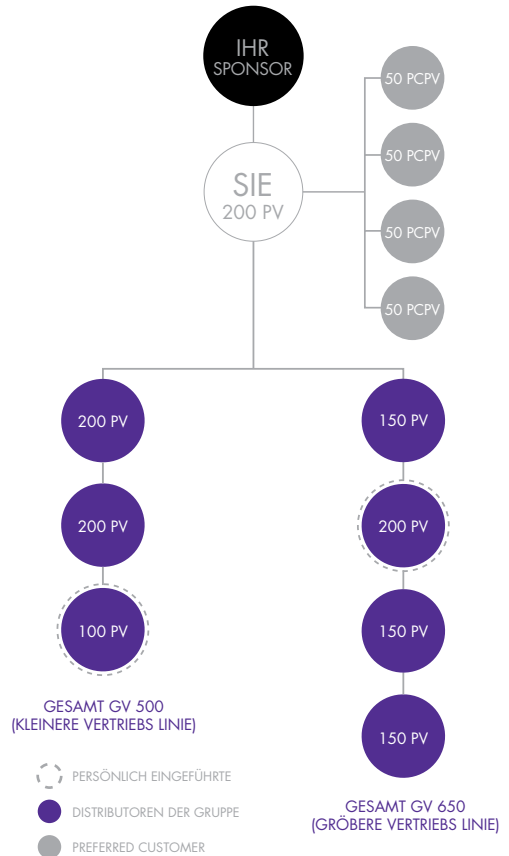 IHR
SPONSOR
SIE
200 PV
50 PCPV
50 PCPV
50 PCPV
50 PCPV
200 PV
200 PV
100 PV
GESAMT GV 500
(KLEINERE VERTRIEBS LINIE)
150 PV
200 PV
150 PV
150 PV
GESAMT GV 650
(GRÖBERE VERTRIEBS LINIE)
PERSÖNLICH EINGEFÜHRTE
DISTRIBUTOREN DER GRUPPE
PREFERRED CUSTOMER